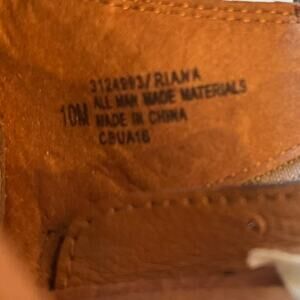 3124993/RIANA
10M ALL MAN MADE MATERIALS
MADE IN CHINA
CBUA16